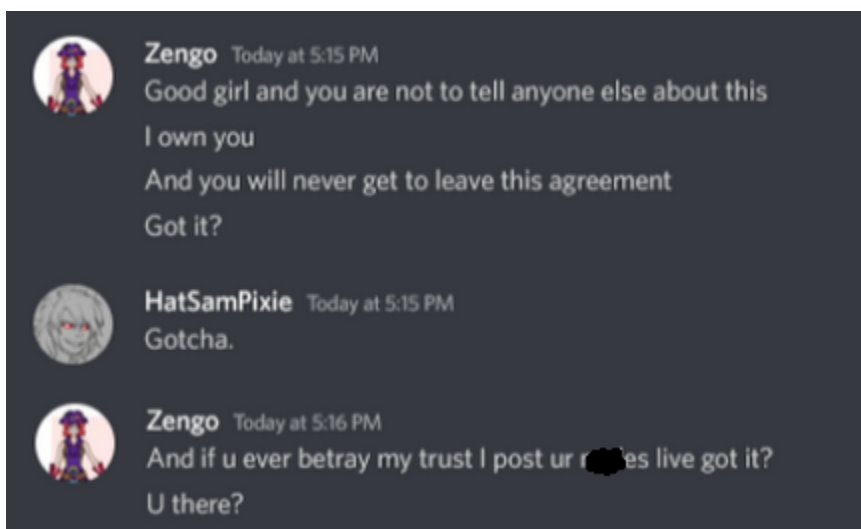 Zengo Today at 5:15 PM
Good girl and you are not to tell anyone else about this
I own you
And you will never get to leave this agreement
Got it?
HatSamPixie Today at 5:15 PM
Gotcha.
Zengo Today at 5:16 PM
And if u ever betray my trust I post ur live got it?
U there?